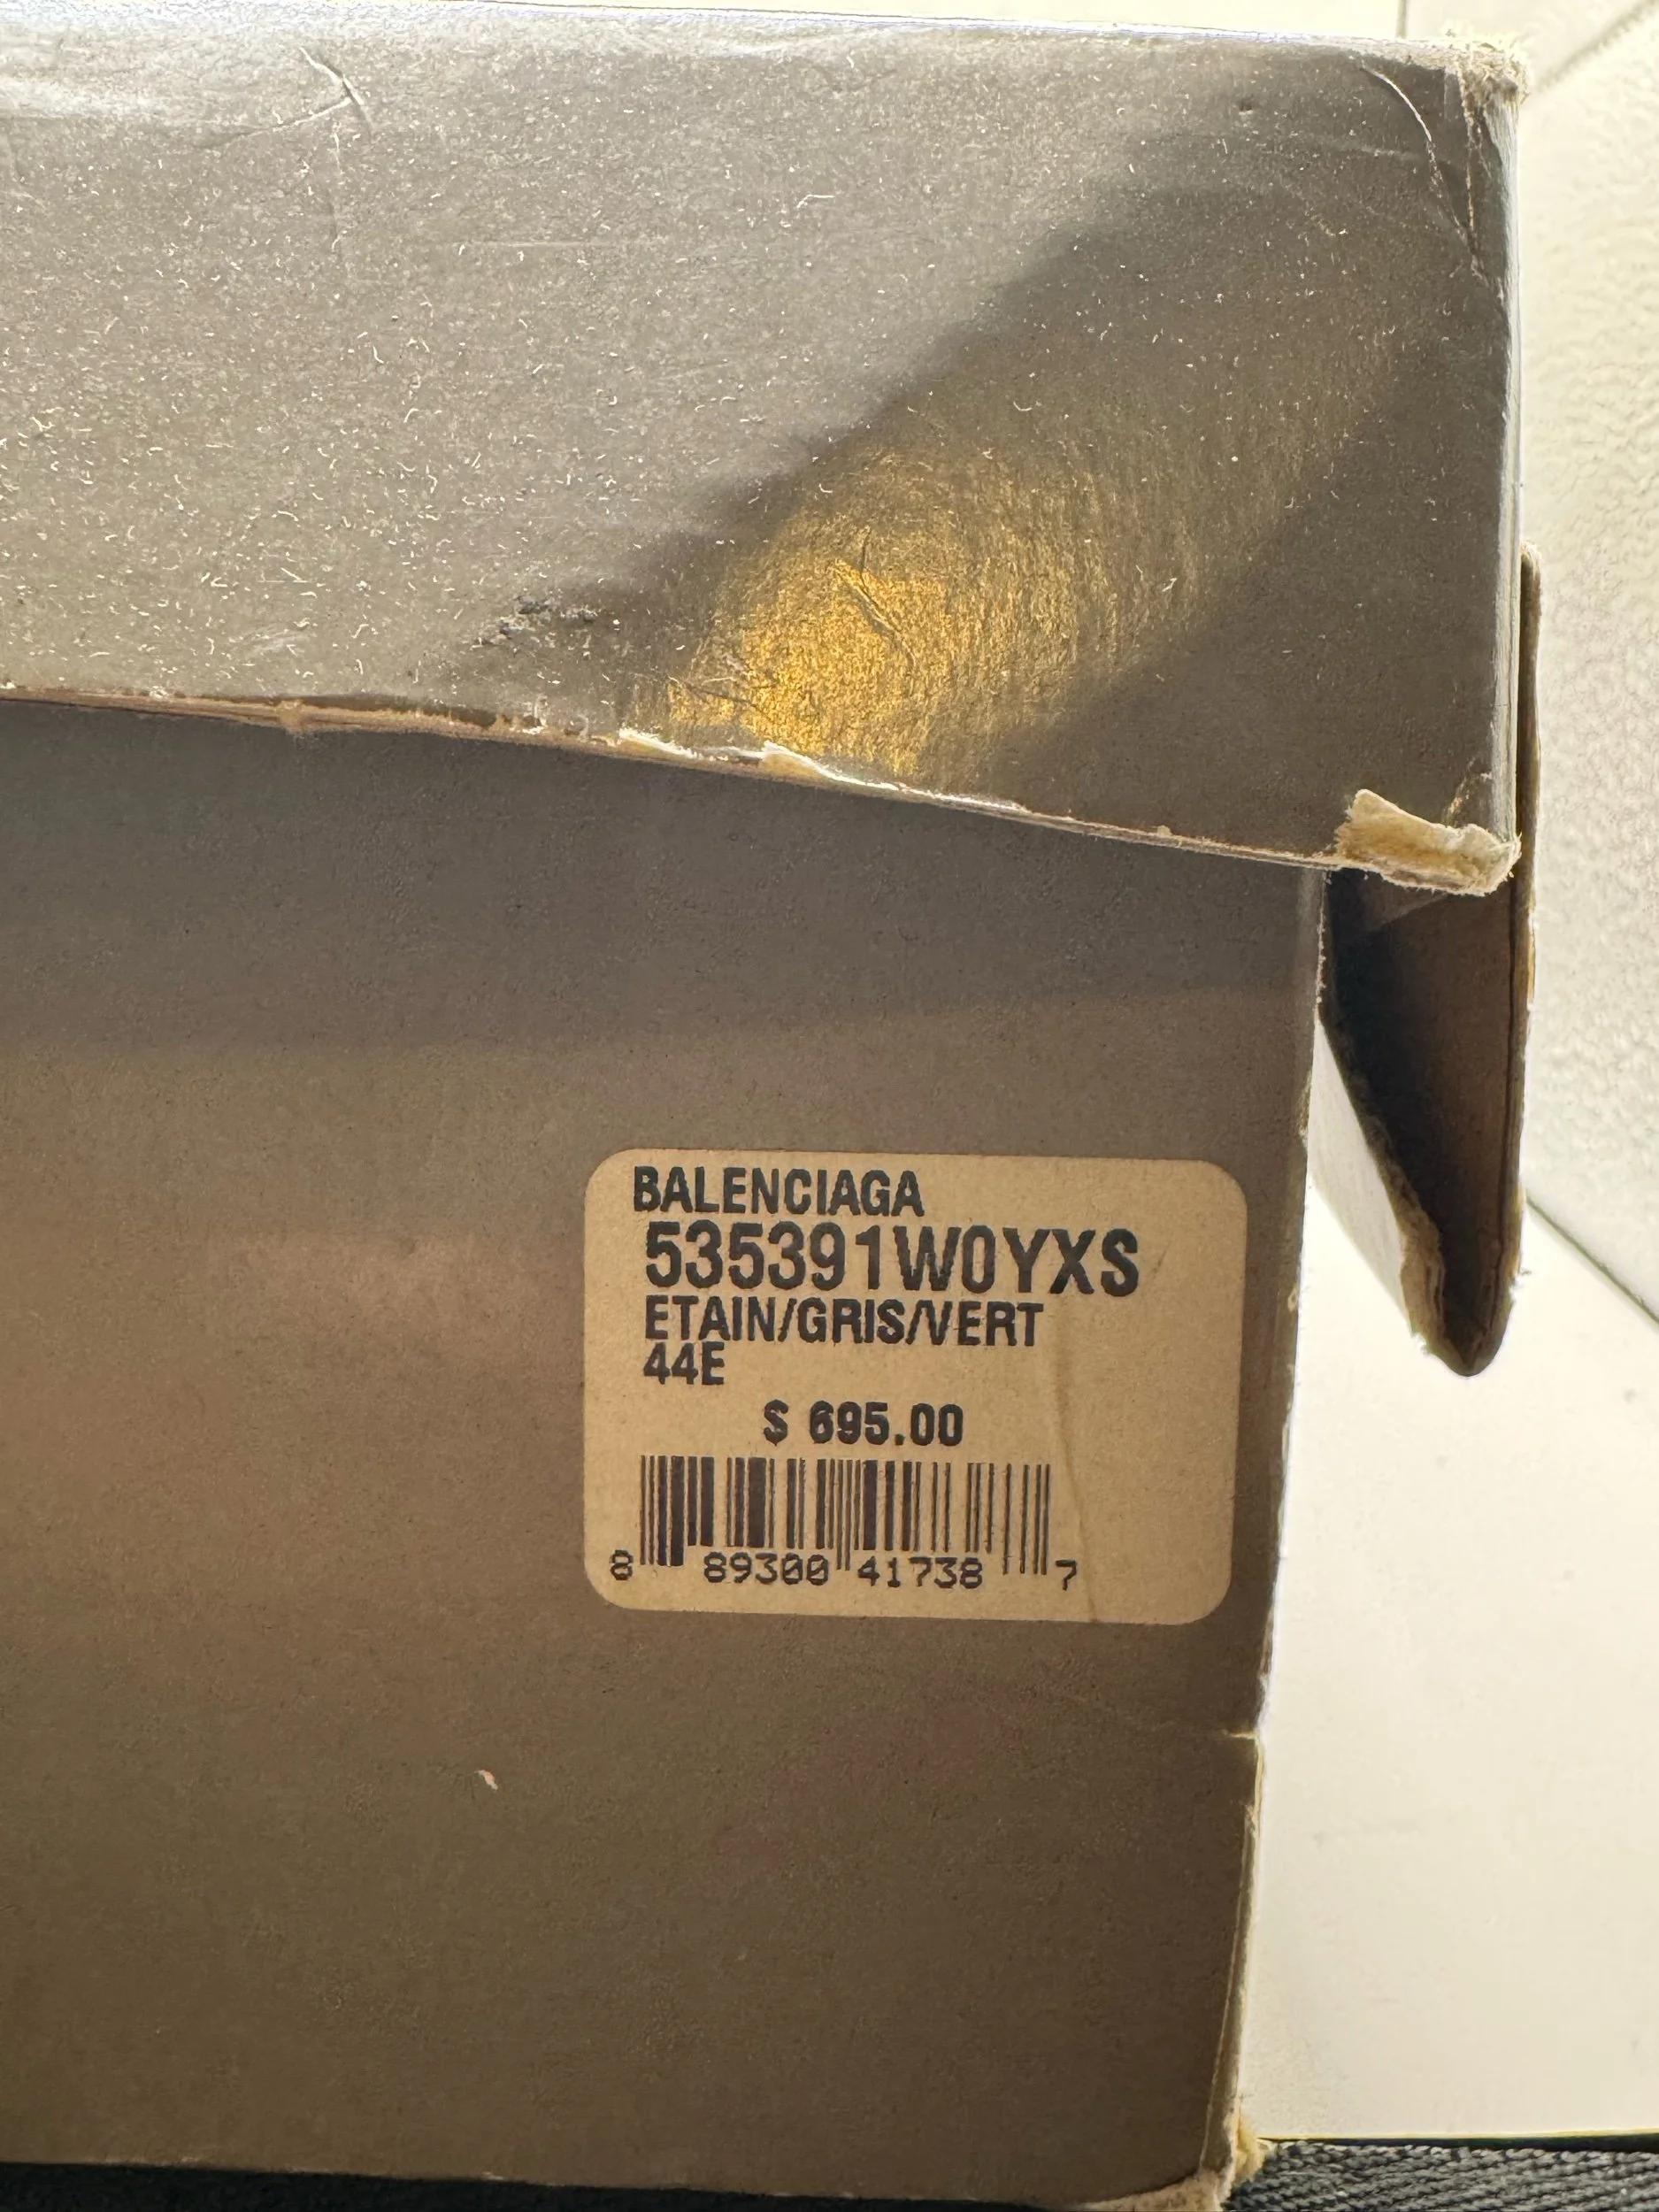 BALENCIAGA
535391W0YXS
ETAIN/GRIS/VERT
44E
$ 695.00
8 89300 41738 7